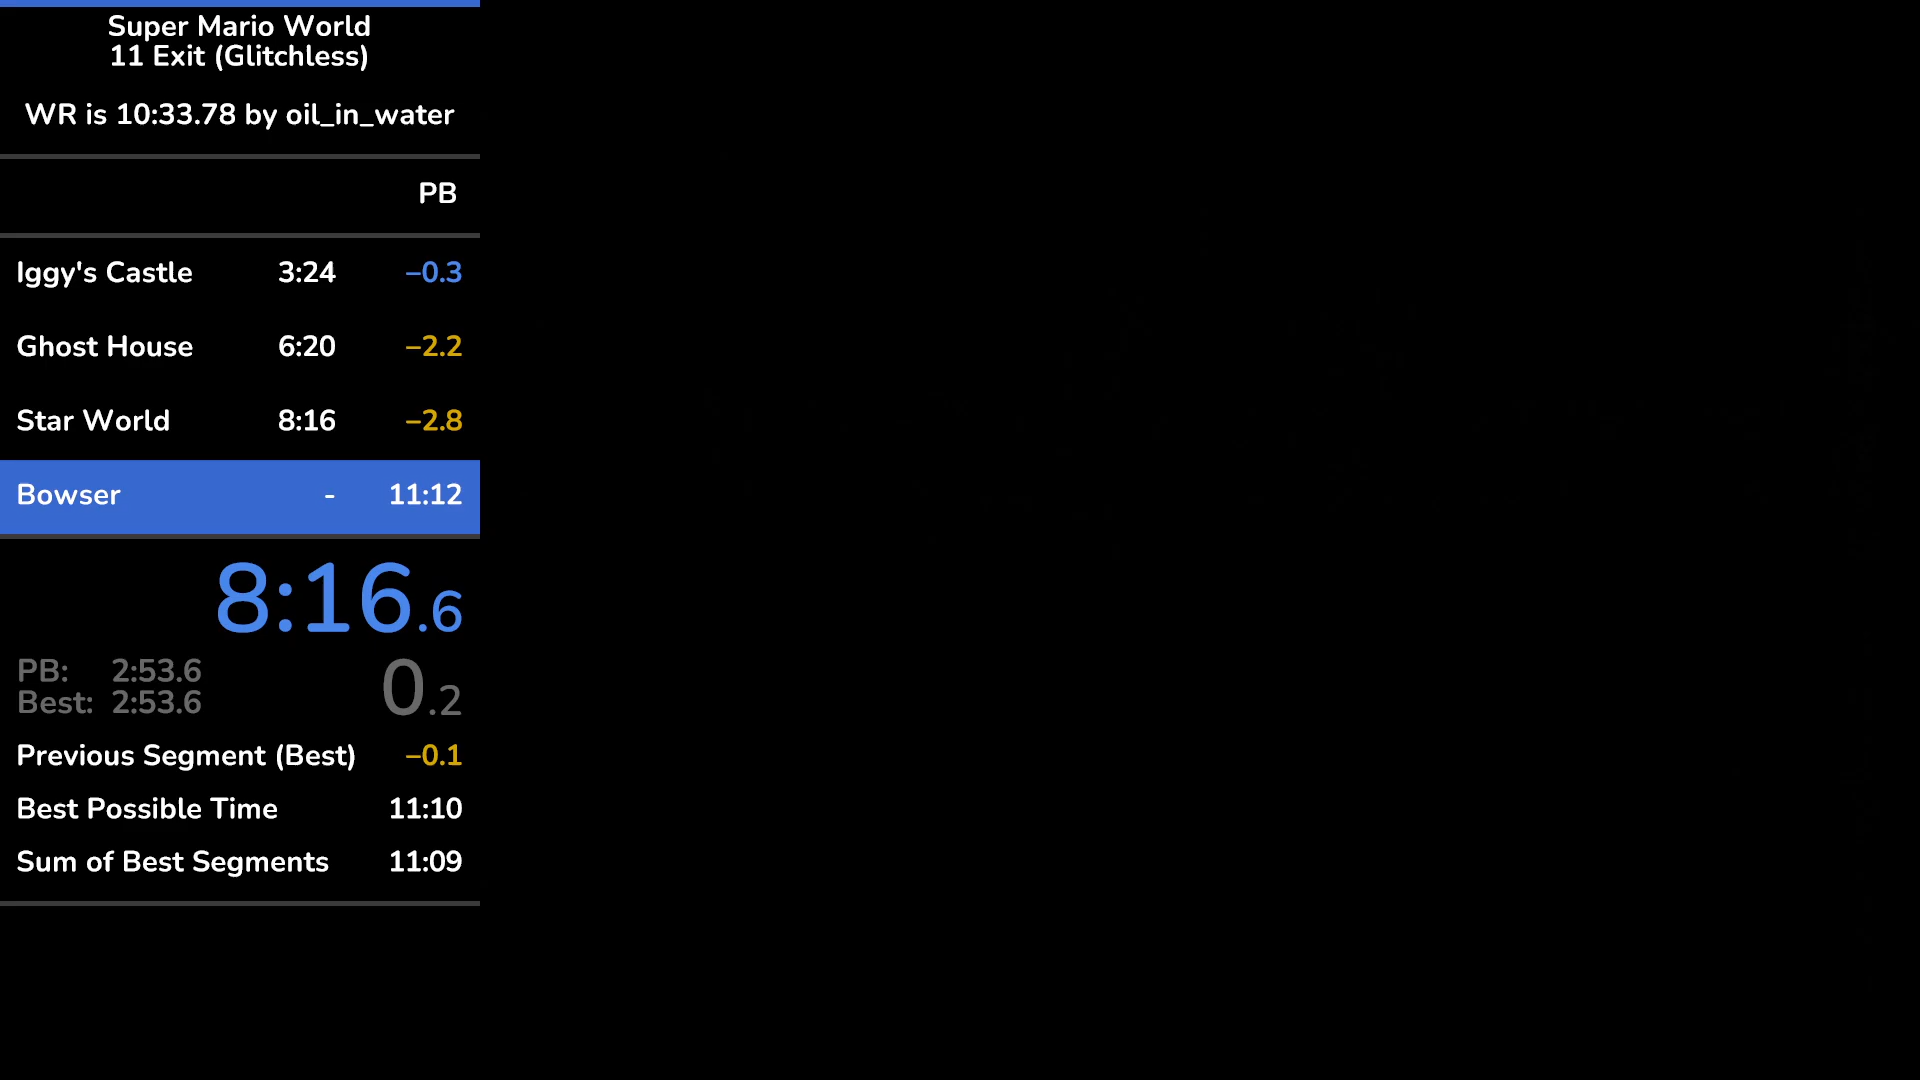 Super Mario World
11 Exit (Glitchless)
WR is 10:33.78 by oil_in_water
PB
Iggy's Castle 3:24 −0.3
Ghost House 6:20 −2.2
Star World 8:16 −2.8
Bowser - 11:12
8:16.6
PB: 2:53.6
Best: 2:53.6
0.2
Previous Segment (Best) −0.1
Best Possible Time 11:10
Sum of Best Segments 11:09